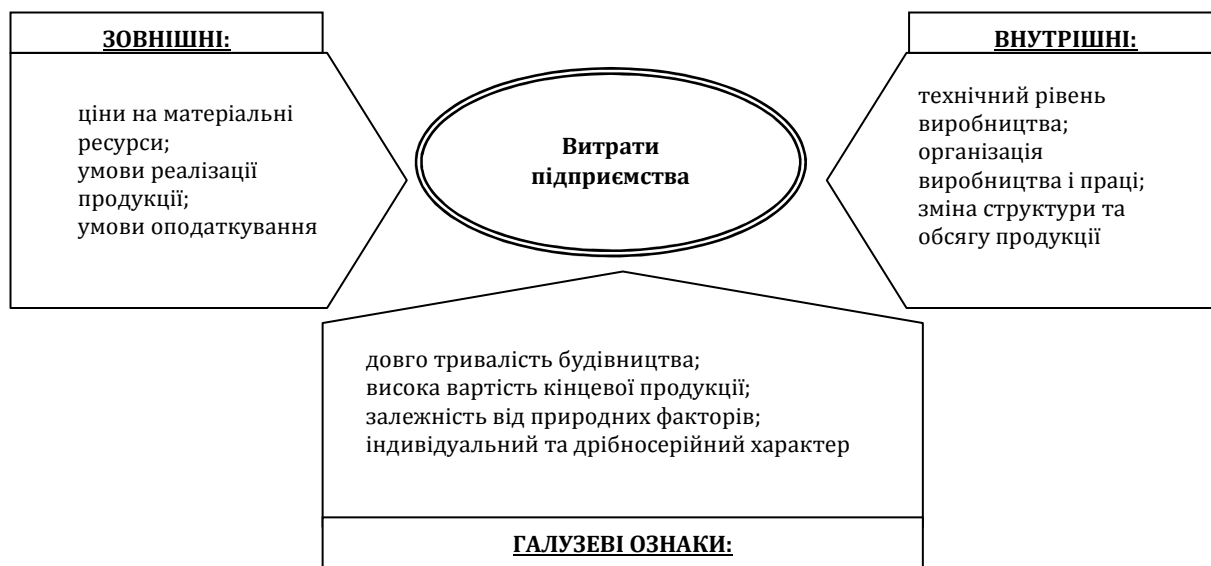 ЗОВНІШНІ:
ціни на матеріальні
ресурси;
умови реалізації
продукції;
умови оподаткування
Витрати
підприємства
ВНУТРІШНІ:
технічний рівень
виробництва;
організація
виробництва і праці;
зміна структури та
обсягу продукції
довго тривалість будівництва;
висока вартість кінцевої продукції;
залежність від природних факторів;
індивідуальний та дрібносерійний характер
ГАЛУЗЕВІ ОЗНАКИ: